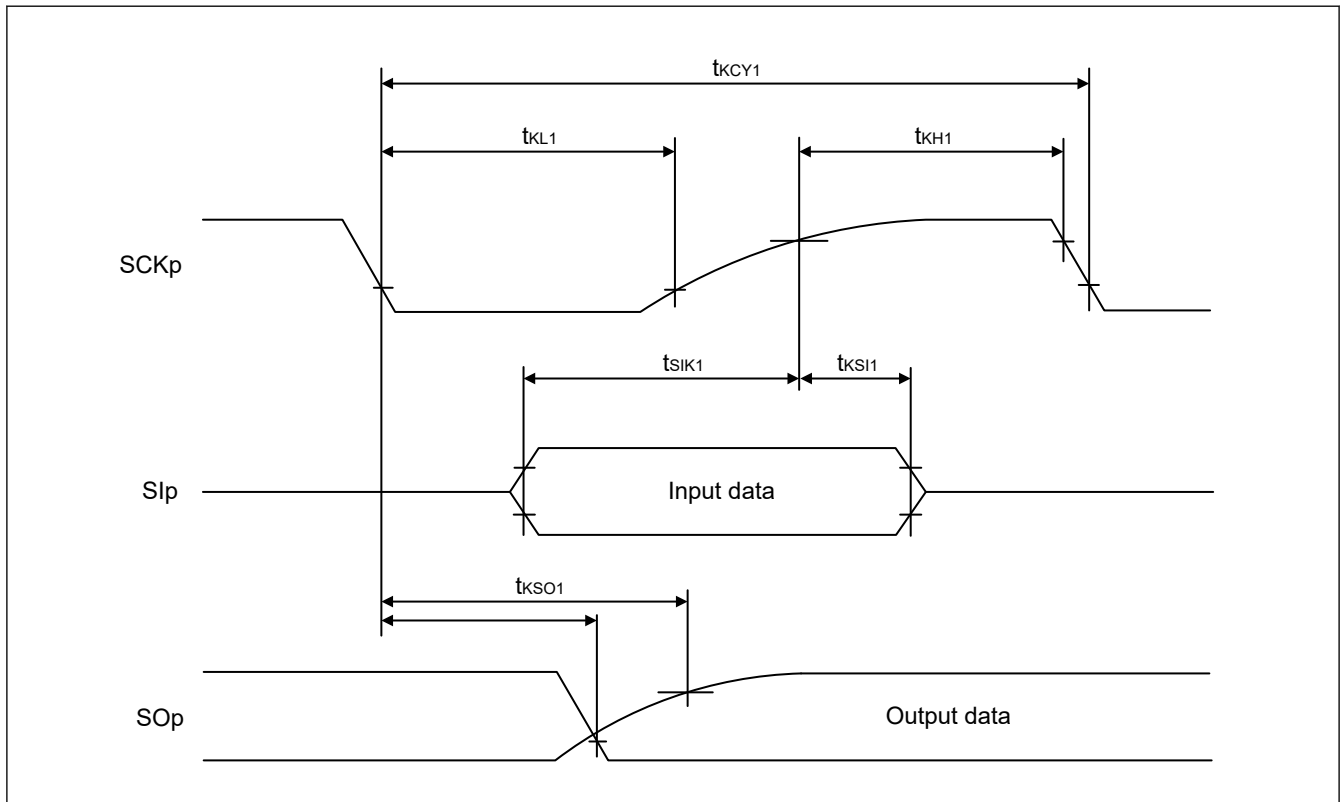 tKCY1
tKL1
tKH1
SCKp
tSIK1
tKSI1
SIp
Input data
tKSO1
SOp
Output data